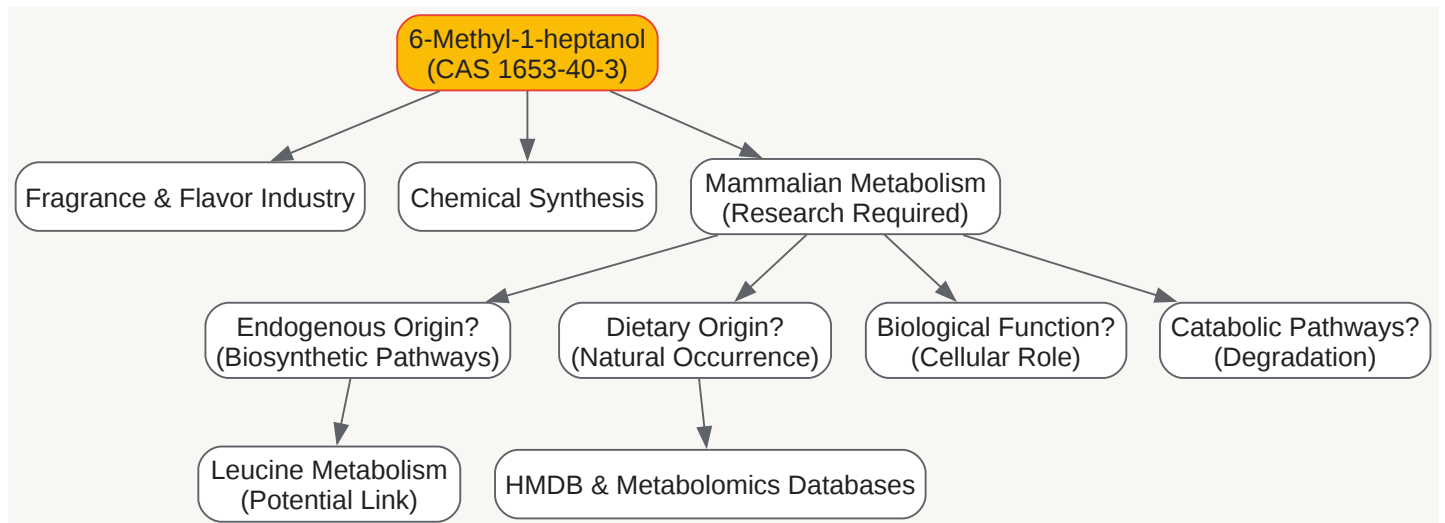 6-Methyl-1-heptanol
(CAS 1653-40-3)
Fragrance & Flavor Industry
Chemical Synthesis
Mammalian Metabolism
(Research Required)
Endogenous Origin?
(Biosynthetic Pathways)
Dietary Origin?
(Natural Occurrence)
Biological Function?
(Cellular Role)
Catabolic Pathways?
(Degradation)
Leucine Metabolism
(Potential Link)
HMDB & Metabolomics Databases